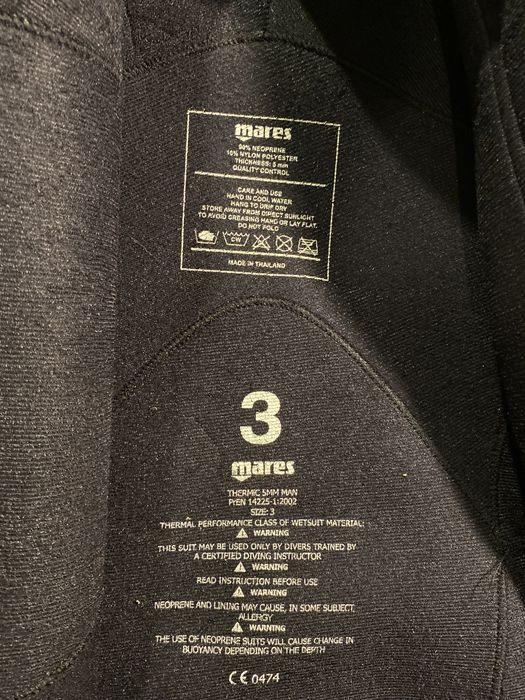 mares
90% NEOPRENE
10% NYLON POLYESTER
THICKNESS: 5 mm
QUALITY CONTROL
CARE AND USE
HAND IN COOL WATER
HANG TO DRIP DRY
STORE AWAY FROM DIRECT SUNLIGHT
TO AVOID CREASING HAND OR LAY FLAT.
DO NOT FOLD
CW
MADE IN THAILAND
3
mares
THERMIC 5MM MAN
PrEN 14225-1:2002
SIZE: 3
THERMAL PERFORMANCE CLASS OF WETSUIT MATERIAL:
WARNING
THIS SUIT MAY BE USED ONLY BY DIVERS TRAINED BY
A CERTIFIED DIVING INSTRUCTOR
WARNING
READ INSTRUCTION BEFORE USE
WARNING
NEOPRENE AND LINING MAY CAUSE, IN SOME SUBJECT,
ALLERGY
WARNING
THE USE OF NEOPRENE SUITS WILL CAUSE CHANGE IN
BUOYANCY DEPENDING ON THE DEPTH
CE 0474